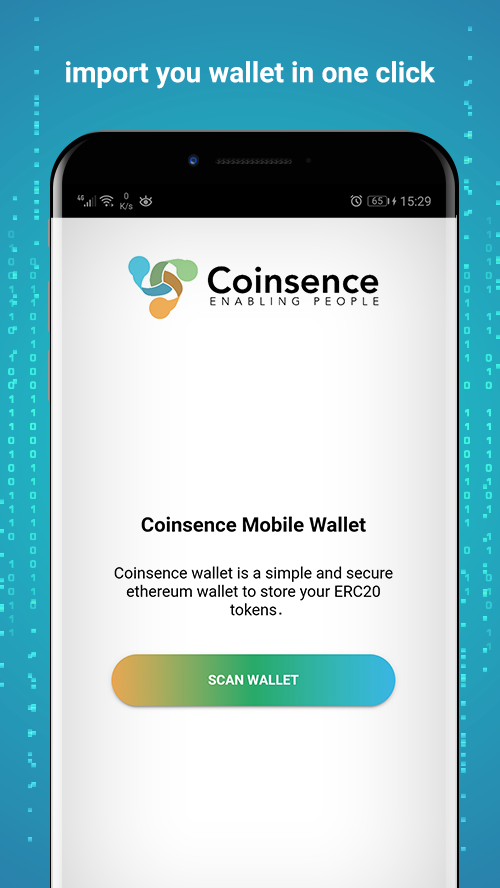 import you wallet in one click
4G
0
K/s
65
15:29
Coinsence
ENABLING PEOPLE
Coinsence Mobile Wallet
Coinsence wallet is a simple and secure
ethereum wallet to store your ERC20
tokens.
SCAN WALLET